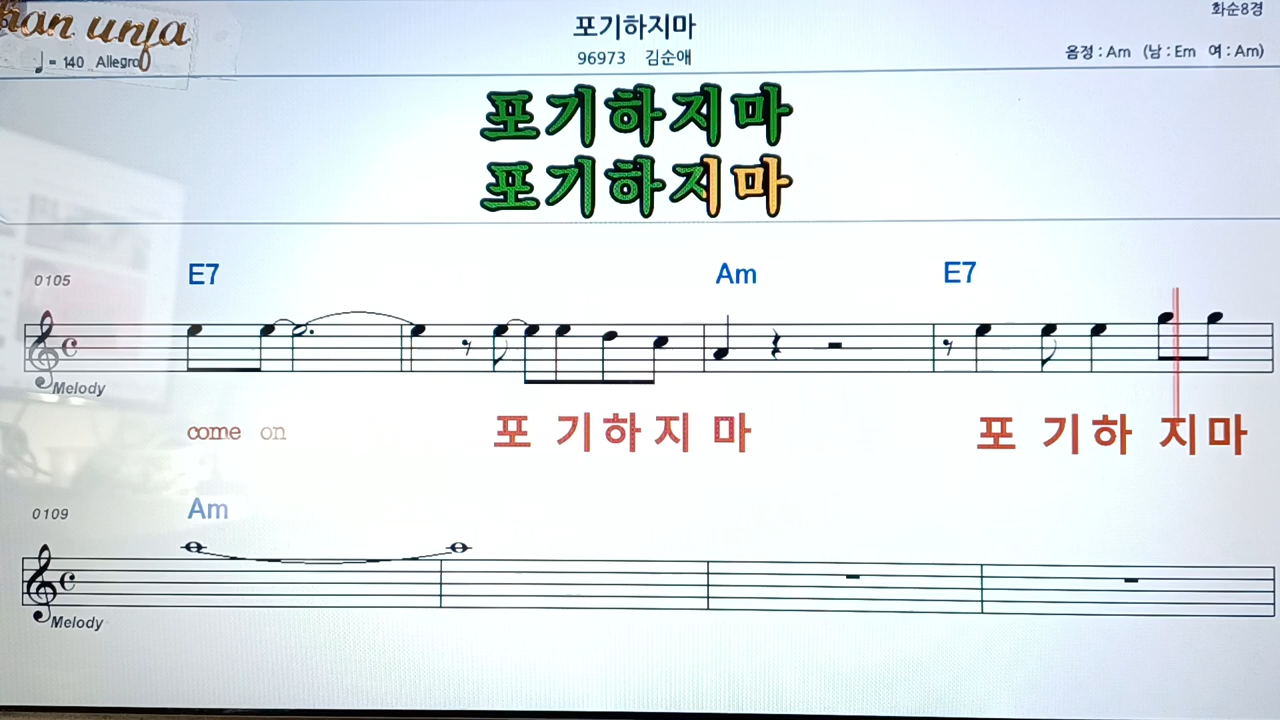 han unja
화순8경
포기하지마
♩ = 140 Allegro
96973 김순애
음정 : Am (남 : Em 여 : Am)
포기하지마
포기하지마
0105
E7 Am E7
Melody
come on 포 기하지 마 포 기하 지마
0109
Am
Melody